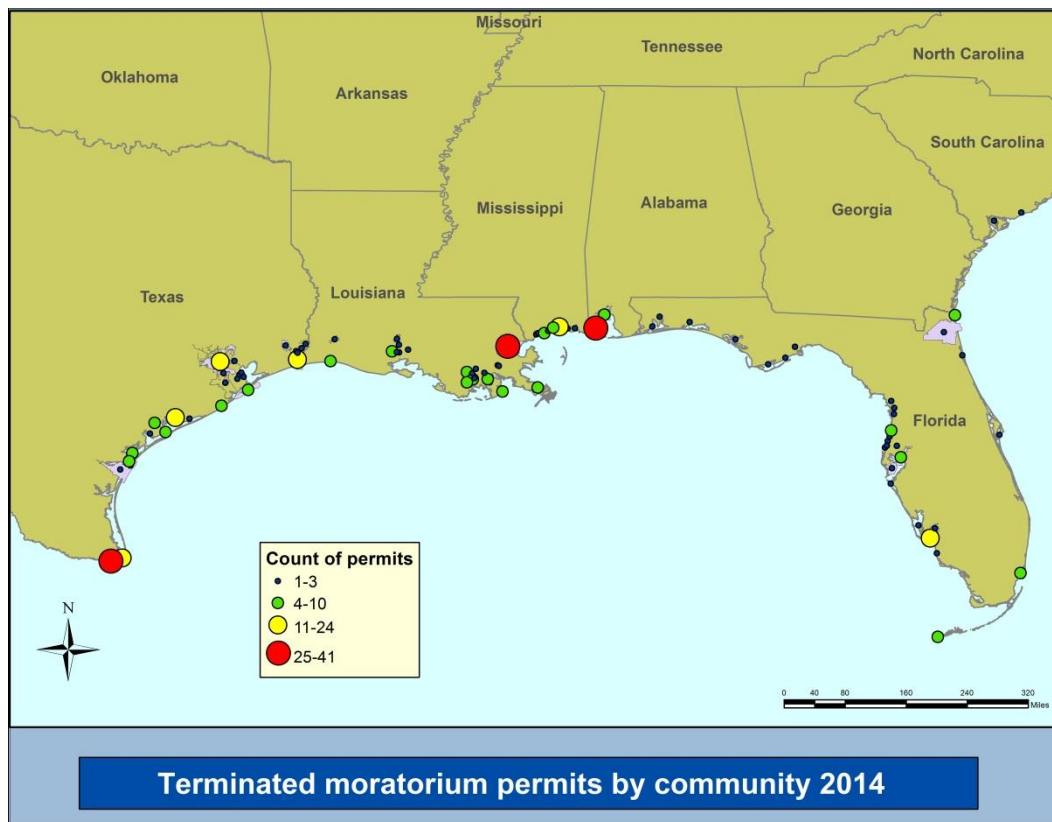 Missouri
Tennessee
North Carolina
Oklahoma
Arkansas
South Carolina
Mississippi
Alabama
Georgia
Texas
Louisiana
Florida
Count of permits
1-3
4-10
11-24
25-41
N
0 40 80 160 240 320
Miles
Terminated moratorium permits by community 2014